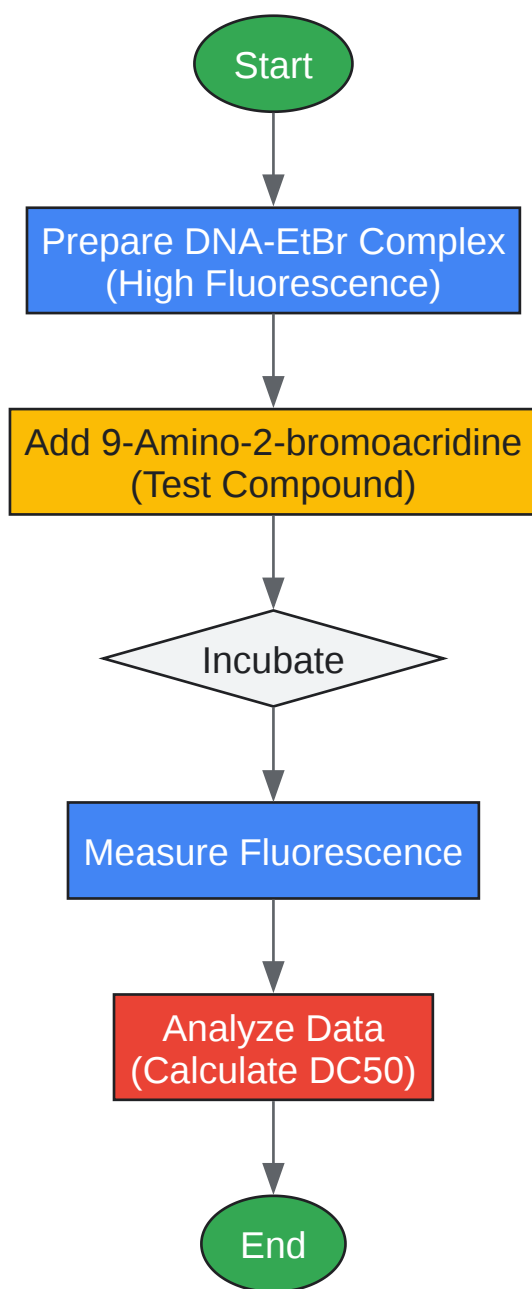 Start
Prepare DNA-EtBr Complex
(High Fluorescence)
Add 9-Amino-2-bromoacridine
(Test Compound)
Incubate
Measure Fluorescence
Analyze Data
(Calculate DC50)
End